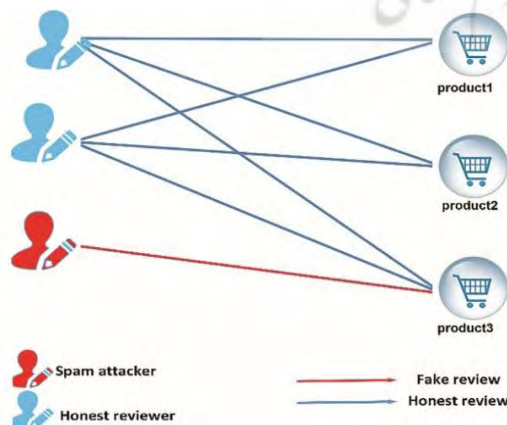 product1
product2
product3
Spam attacker
Fake review
Honest review
Honest reviewer